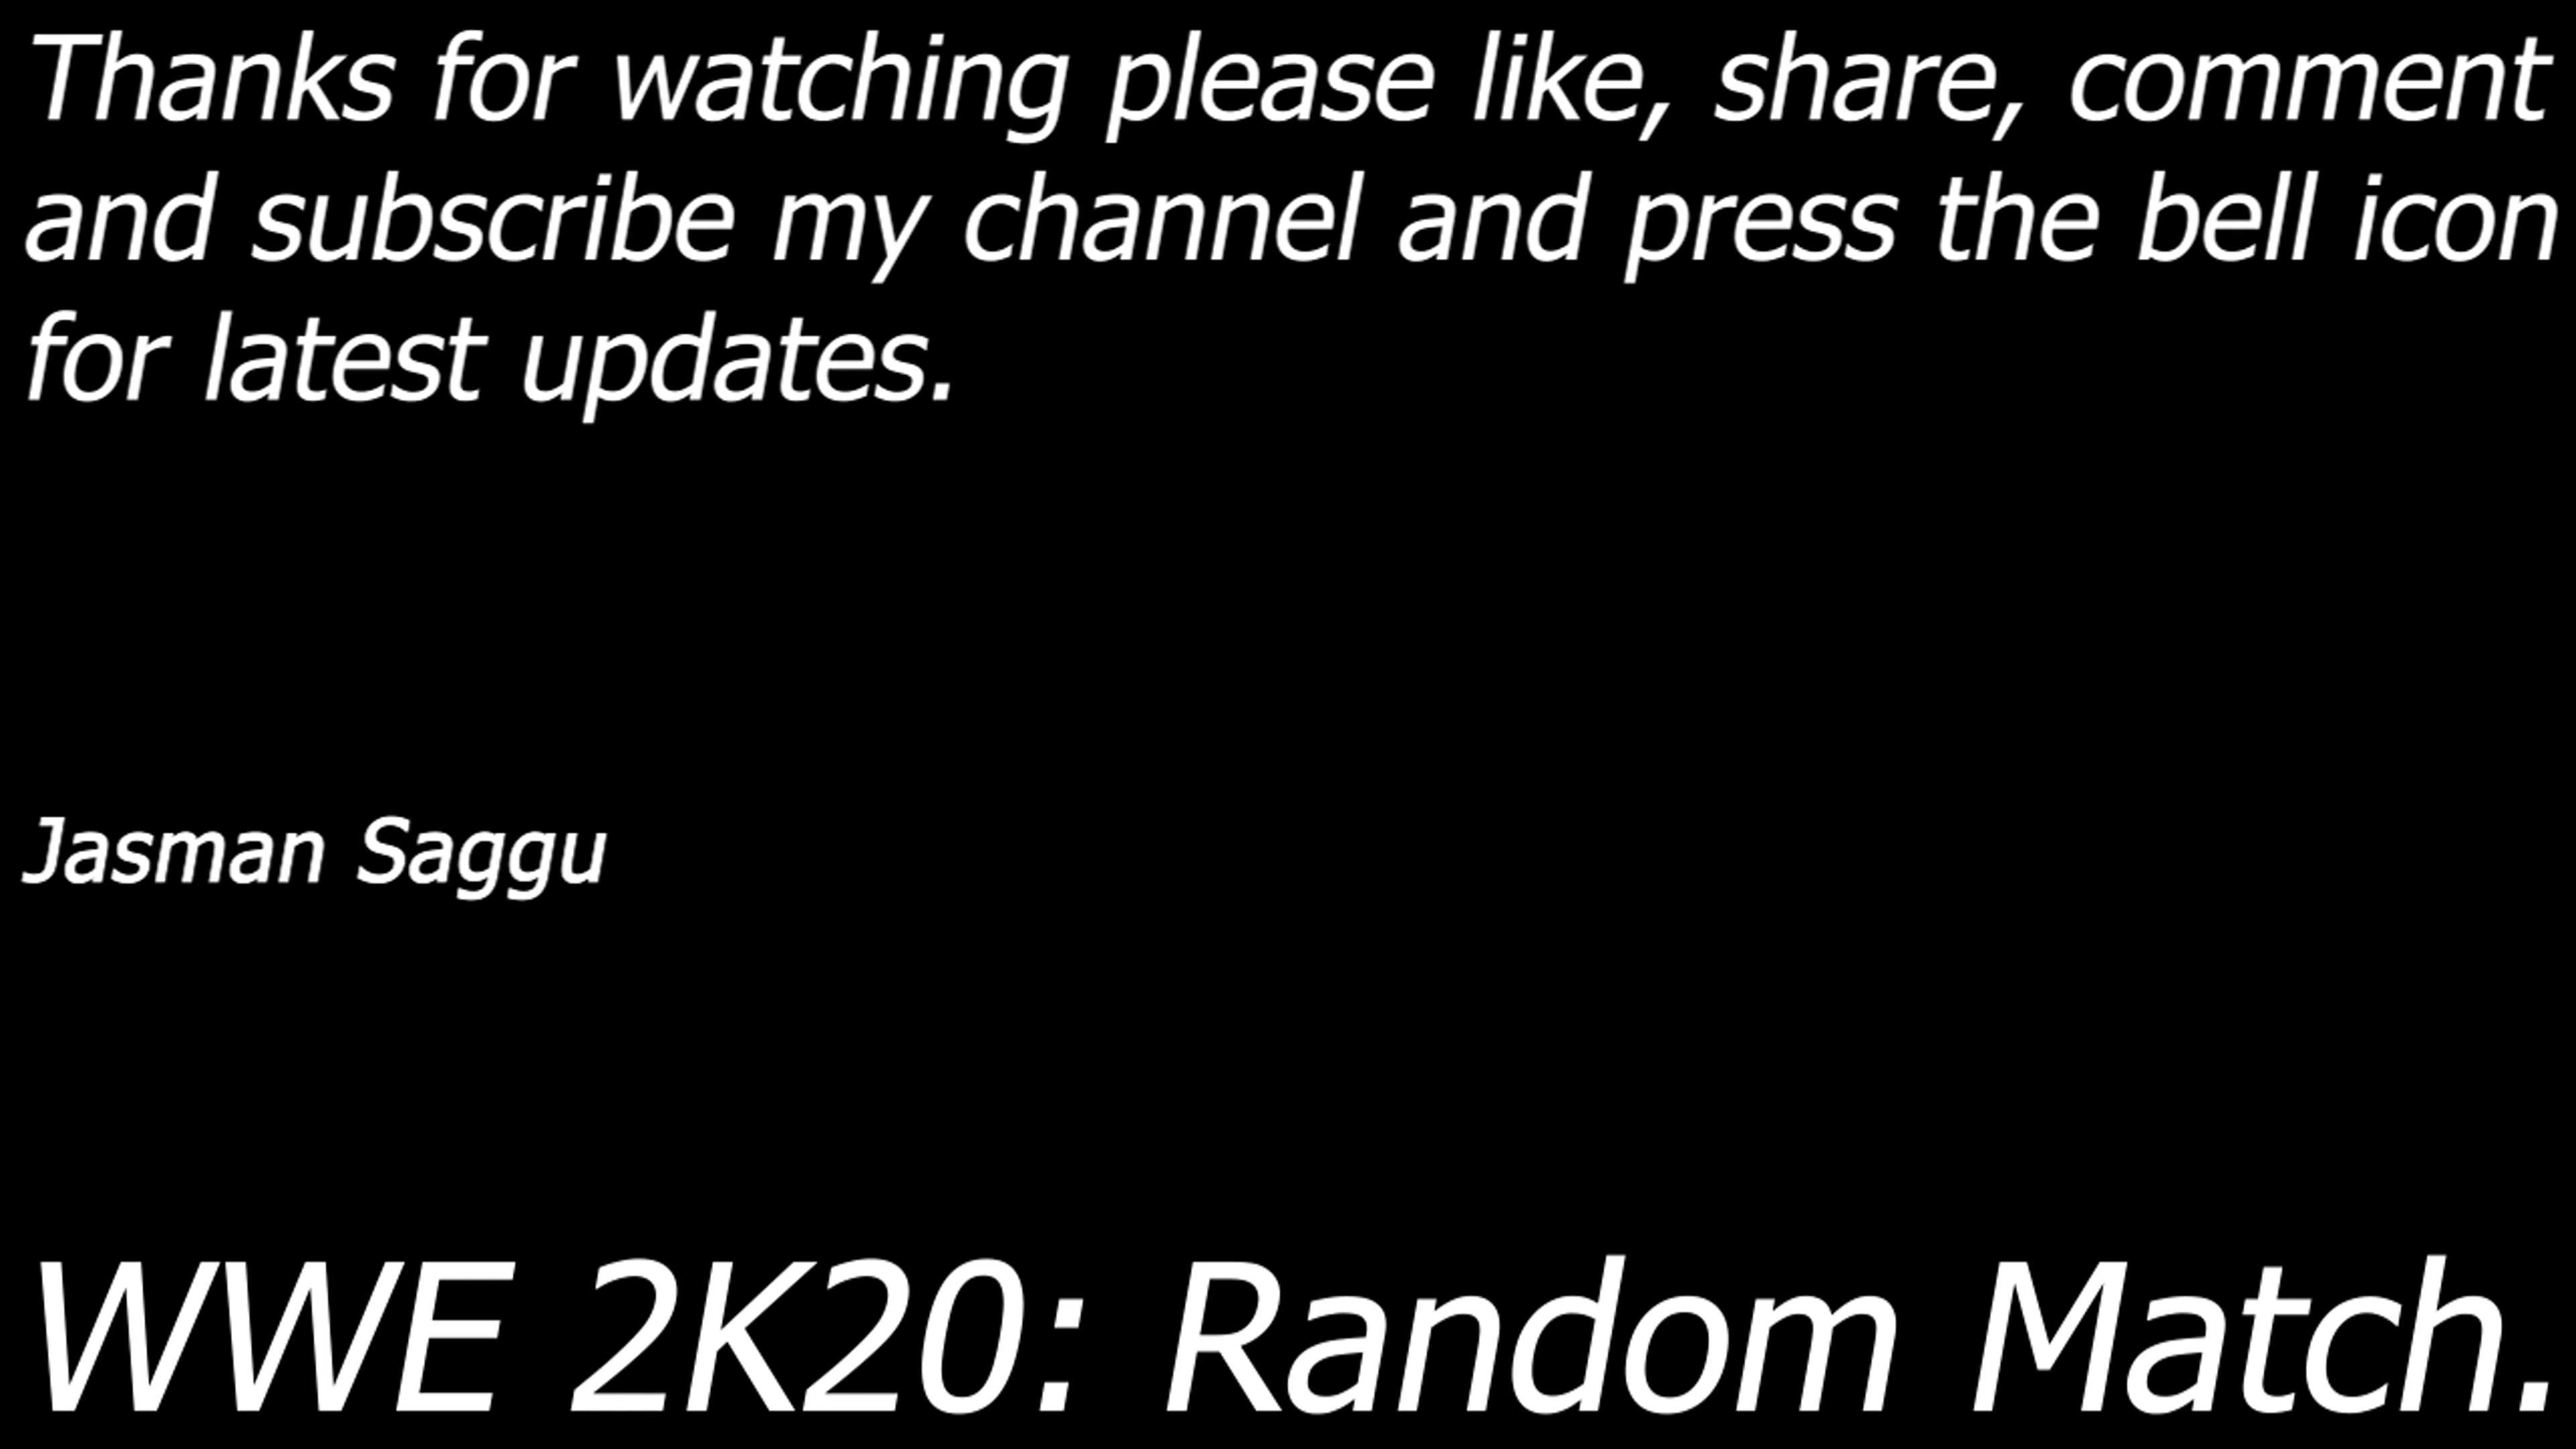 Thanks for watching please like, share, comment
and subscribe my channel and press the bell icon
for latest updates.
Jasman Saggu
WWE 2K20: Random Match.